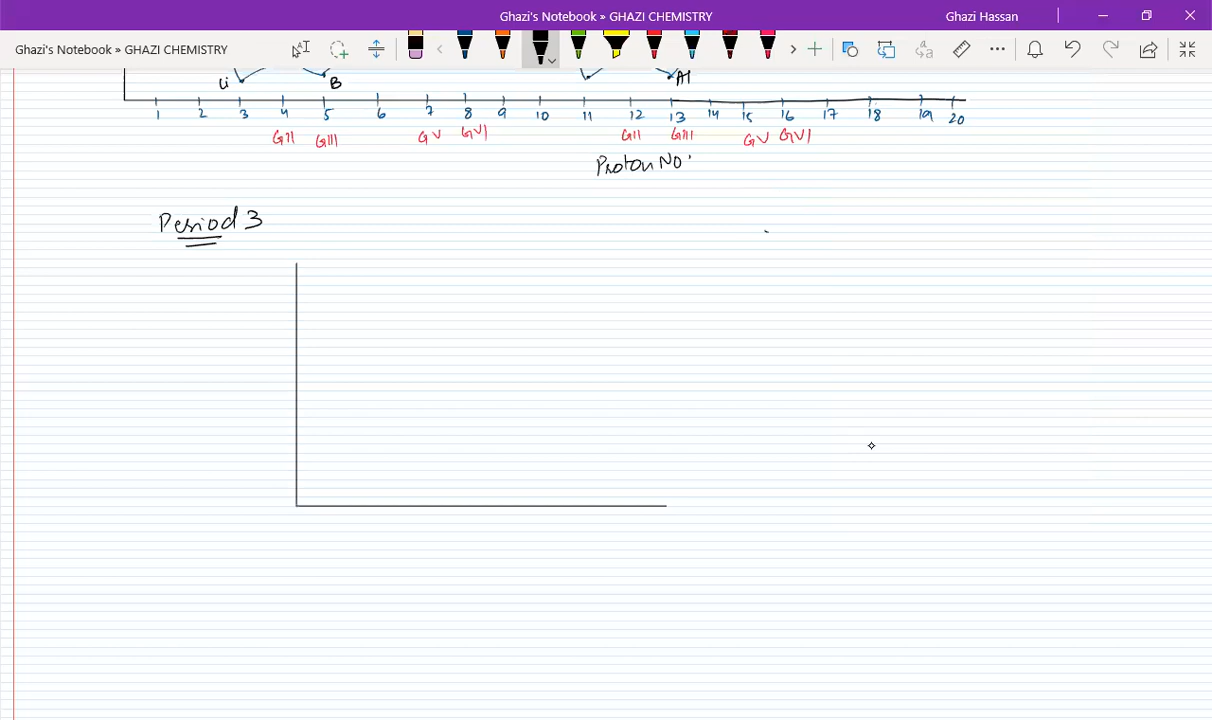 Ghazi's Notebook » GHAZI CHEMISTRY
Ghazi Hassan
Ghazi's Notebook » GHAZI CHEMISTRY
Li B Al
1 2 3 4 5 6 7 8 9 10 11 12 13 14 15 16 17 18 19 20
GII GIII GV GVI GII GIII GV GVI
Proton No:
Period 3